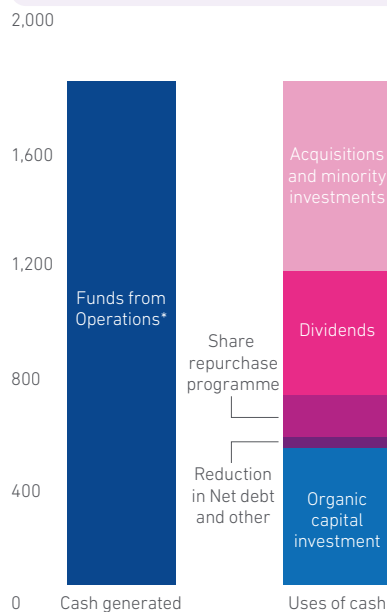 2,000
1,600
1,200
800
400
0
Funds from
Operations*
Cash generated
Share
repurchase
programme
Reduction
in Net debt
and other
Acquisitions
and minority
investments
Dividends
Organic
capital
investment
Uses of cash